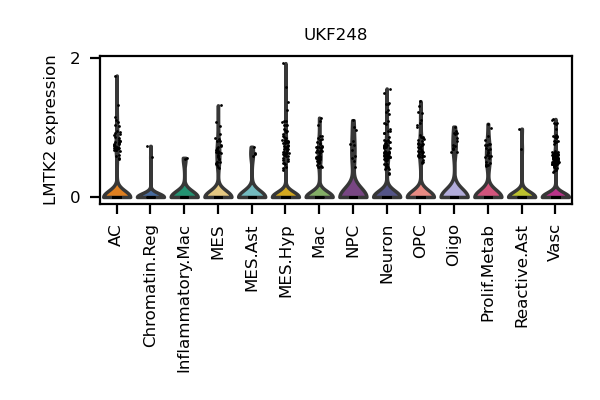 UKF248
LMTK2 expression
2
0
AC
Chromatin.Reg
Inflammatory.Mac
MES
MES.Ast
MES.Hyp
Mac
NPC
Neuron
OPC
Oligo
Prolif.Metab
Reactive.Ast
Vasc